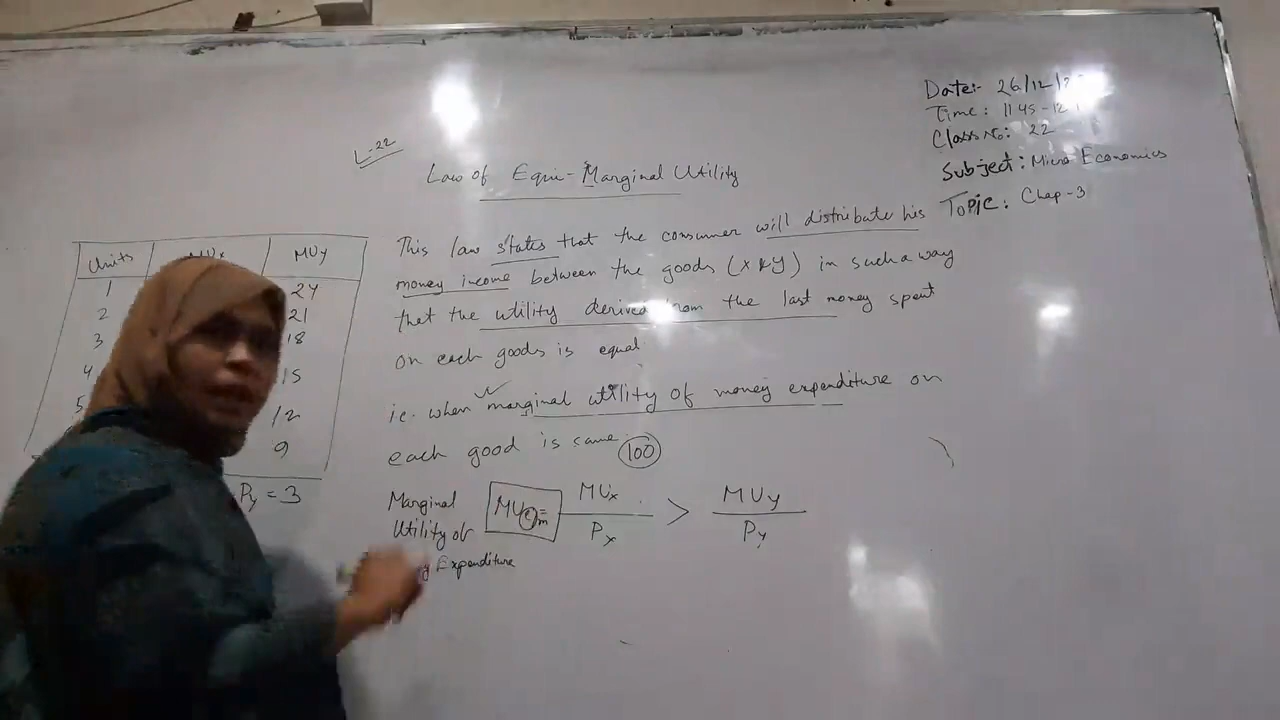 Date:- 26/12/
Time: 11 45 - 12
Class No: 22
Subject: Micro Economics
Topic: Chap-3
L-22
Law of Equi-Marginal Utility
This law states that the consumer will distribute his
money income between the goods (x & y) in such a way
that the utility derived from the last money spent
on each goods is equal
ie. when marginal utility of money expenditure on
each good is same 100
Units MUx MUy
1 24
2 21
3 18
4 15
5 12
9
Py = 3
Marginal
Utility of
Expenditure
MUem = MUx / Px > MUy / Py